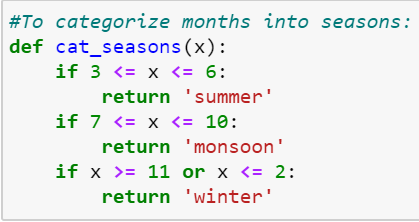 #To categorize months into seasons:
def cat_seasons(x):
    if 3 <= x <= 6:
        return 'summer'
    if 7 <= x <= 10:
        return 'monsoon'
    if x >= 11 or x <= 2:
        return 'winter'